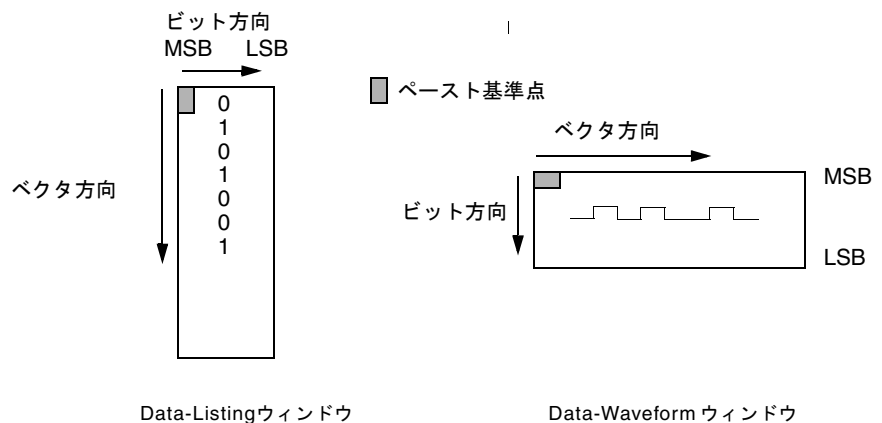 ビット方向
MSB LSB
ベクタ方向
0
1
0
1
0
0
1
Data-Listingウィンドウ
ペースト基準点
ベクタ方向
ビット方向
MSB
LSB
Data-Waveform ウィンドウ